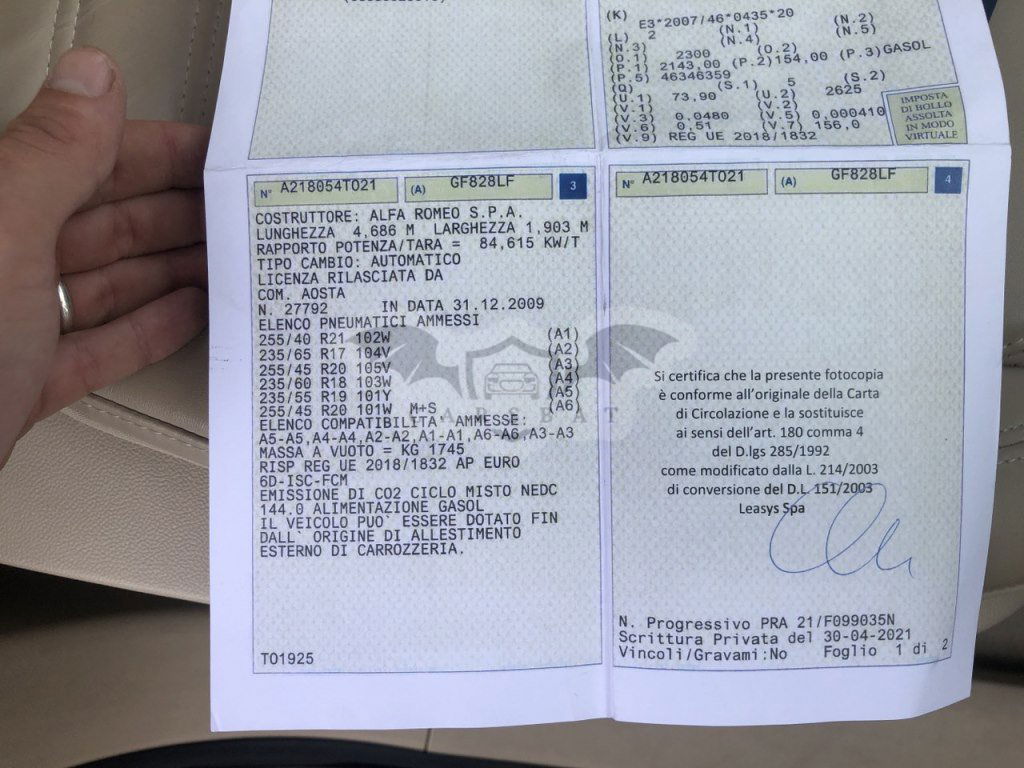 (K) E3*2007/46*0435*20
(L) 2 (N.1) (N.2)
(N.3) (N.4) (N.5)
(O.1) 2300 (O.2)
(P.1) 2143,00 (P.2)154,00 (P.3)GASOL
(P.5) 46346359
(Q) (S.1) 5 (S.2)
(U.1) 73,90 (U.2) 2625
(V.1) (V.2)
(V.3) 0,0480 (V.5) 0,000410
(V.6) 0,51 (V.7) 156,0
(V.9) REG UE 2018/1832
IMPOSTA
DI BOLLO
ASSOLTA
IN MODO
VIRTUALE
N° A218054TO21 (A) GF828LF 3
COSTRUTTORE: ALFA ROMEO S.P.A.
LUNGHEZZA 4,686 M LARGHEZZA 1,903 M
RAPPORTO POTENZA/TARA = 84,615 KW/T
TIPO CAMBIO: AUTOMATICO
LICENZA RILASCIATA DA
COM. AOSTA
N. 27792 IN DATA 31.12.2009
ELENCO PNEUMATICI AMMESSI
255/40 R21 102W (A1)
235/65 R17 104V (A2)
255/45 R20 105V (A3)
235/60 R18 103W (A4)
235/55 R19 101Y (A5)
255/45 R20 101W M+S (A6)
ELENCO COMPATIBILITA` AMMESSE:
A5-A5,A4-A4,A2-A2,A1-A1,A6-A6,A3-A3
MASSA A VUOTO = KG 1745
RISP REG UE 2018/1832 AP EURO
6D-ISC-FCM
EMISSIONE DI CO2 CICLO MISTO NEDC
144.0 ALIMENTAZIONE GASOL
IL VEICOLO PUO` ESSERE DOTATO FIN
DALL` ORIGINE DI ALLESTIMENTO
ESTERNO DI CARROZZERIA.
TO1925
N° A218054TO21 (A) GF828LF 4
Si certifica che la presente fotocopia
è conforme all'originale della Carta
di Circolazione e la sostituisce
ai sensi dell'art. 180 comma 4
del D.lgs 285/1992
come modificato dalla L. 214/2003
di conversione del D.L. 151/2003
Leasys Spa
N. Progressivo PRA 21/F099035N
Scrittura Privata del 30-04-2021
Vincoli/Gravami:No Foglio 1 di 2
CAREBAT